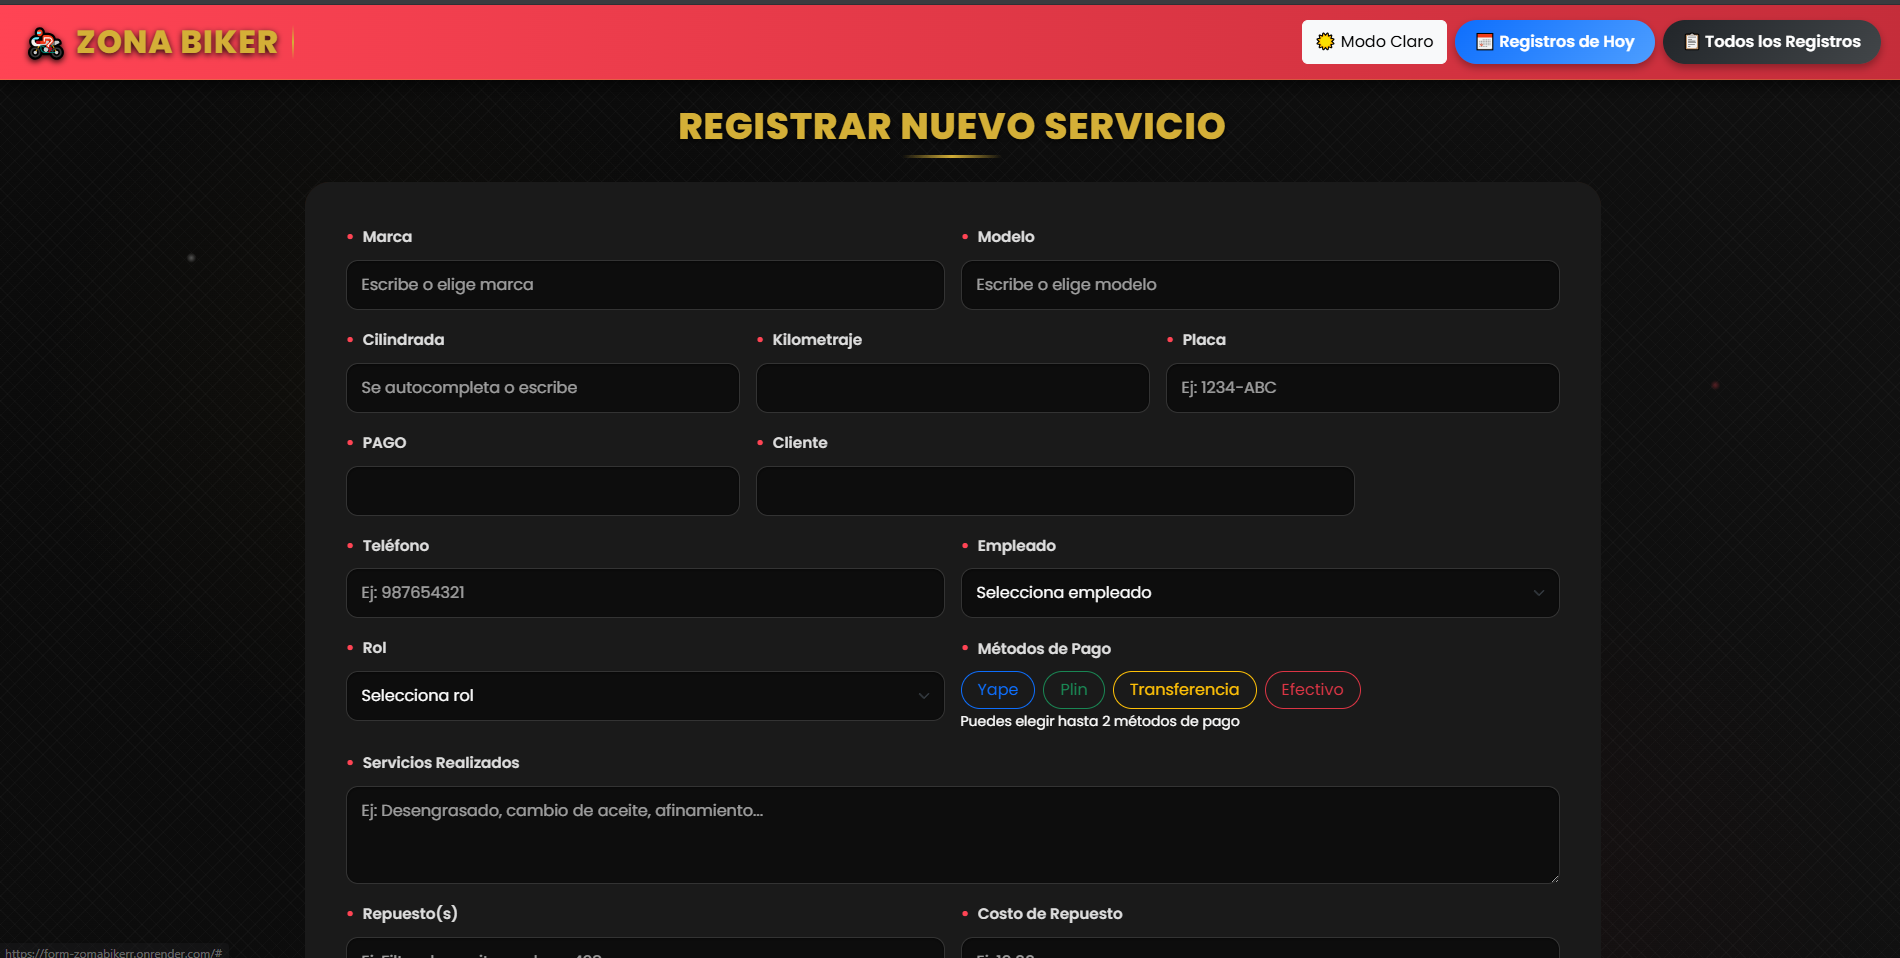 ZONA BIKER
Modo Claro
Registros de Hoy
Todos los Registros
REGISTRAR NUEVO SERVICIO
Marca
Modelo
Escribe o elige marca
Escribe o elige modelo
Cilindrada
Kilometraje
Placa
Se autocompleta o escribe
Ej: 1234-ABC
PAGO
Cliente
Teléfono
Empleado
Ej: 987654321
Selecciona empleado
Rol
Métodos de Pago
Selecciona rol
Yape
Plin
Transferencia
Efectivo
Puedes elegir hasta 2 métodos de pago
Servicios Realizados
Ej: Desengrasado, cambio de aceite, afinamiento...
Repuesto(s)
Costo de Repuesto
https://form-zomabikerr.onrender.com/#